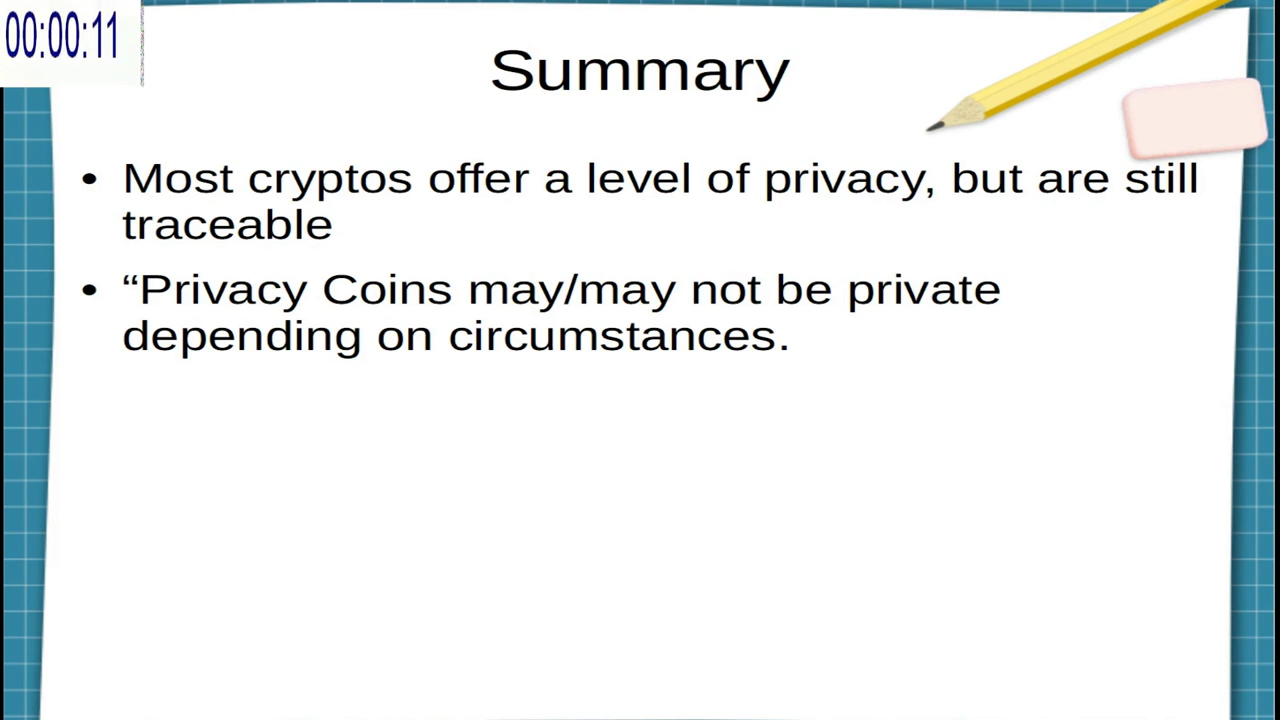 00:00:11
Summary
• Most cryptos offer a level of privacy, but are still
traceable
• “Privacy Coins may/may not be private
depending on circumstances.